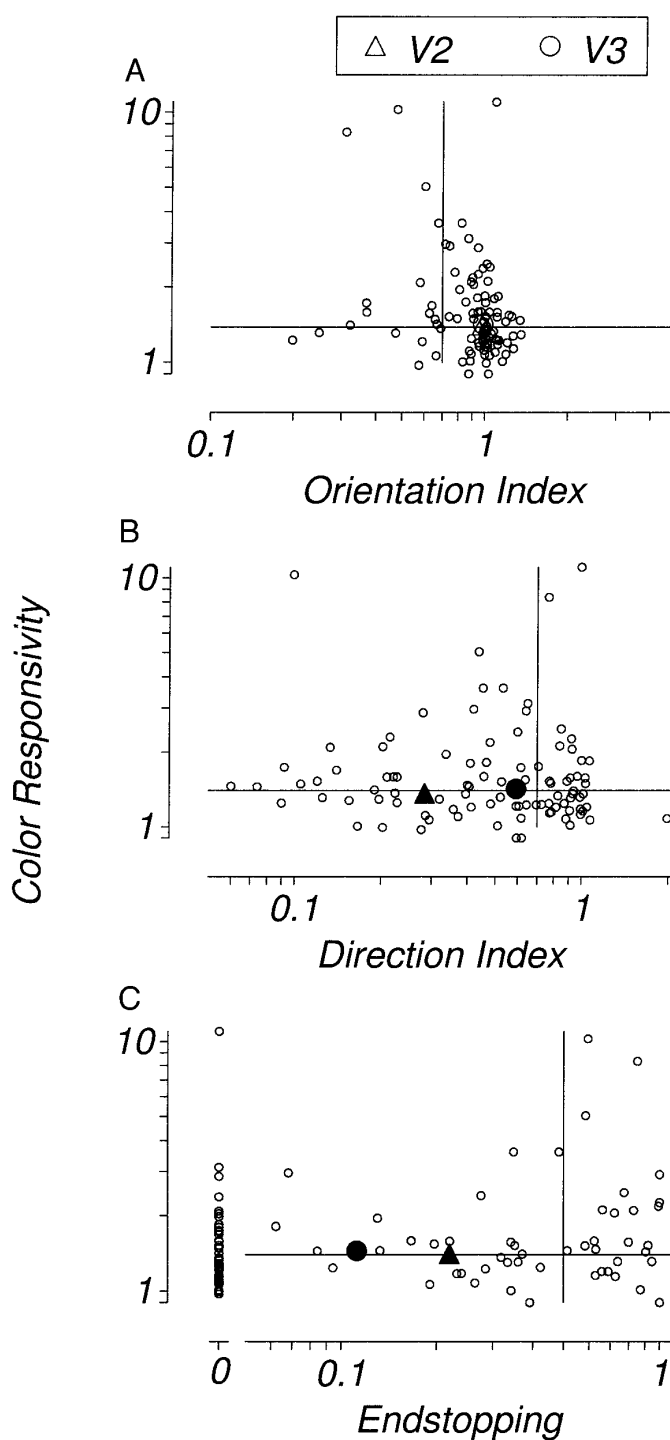 V2 V3
A
10
1
0.1 1
Orientation Index
B
10
1
0.1 1
Direction Index
Color Responsivity
C
10
1
0 0.1 1
Endstopping